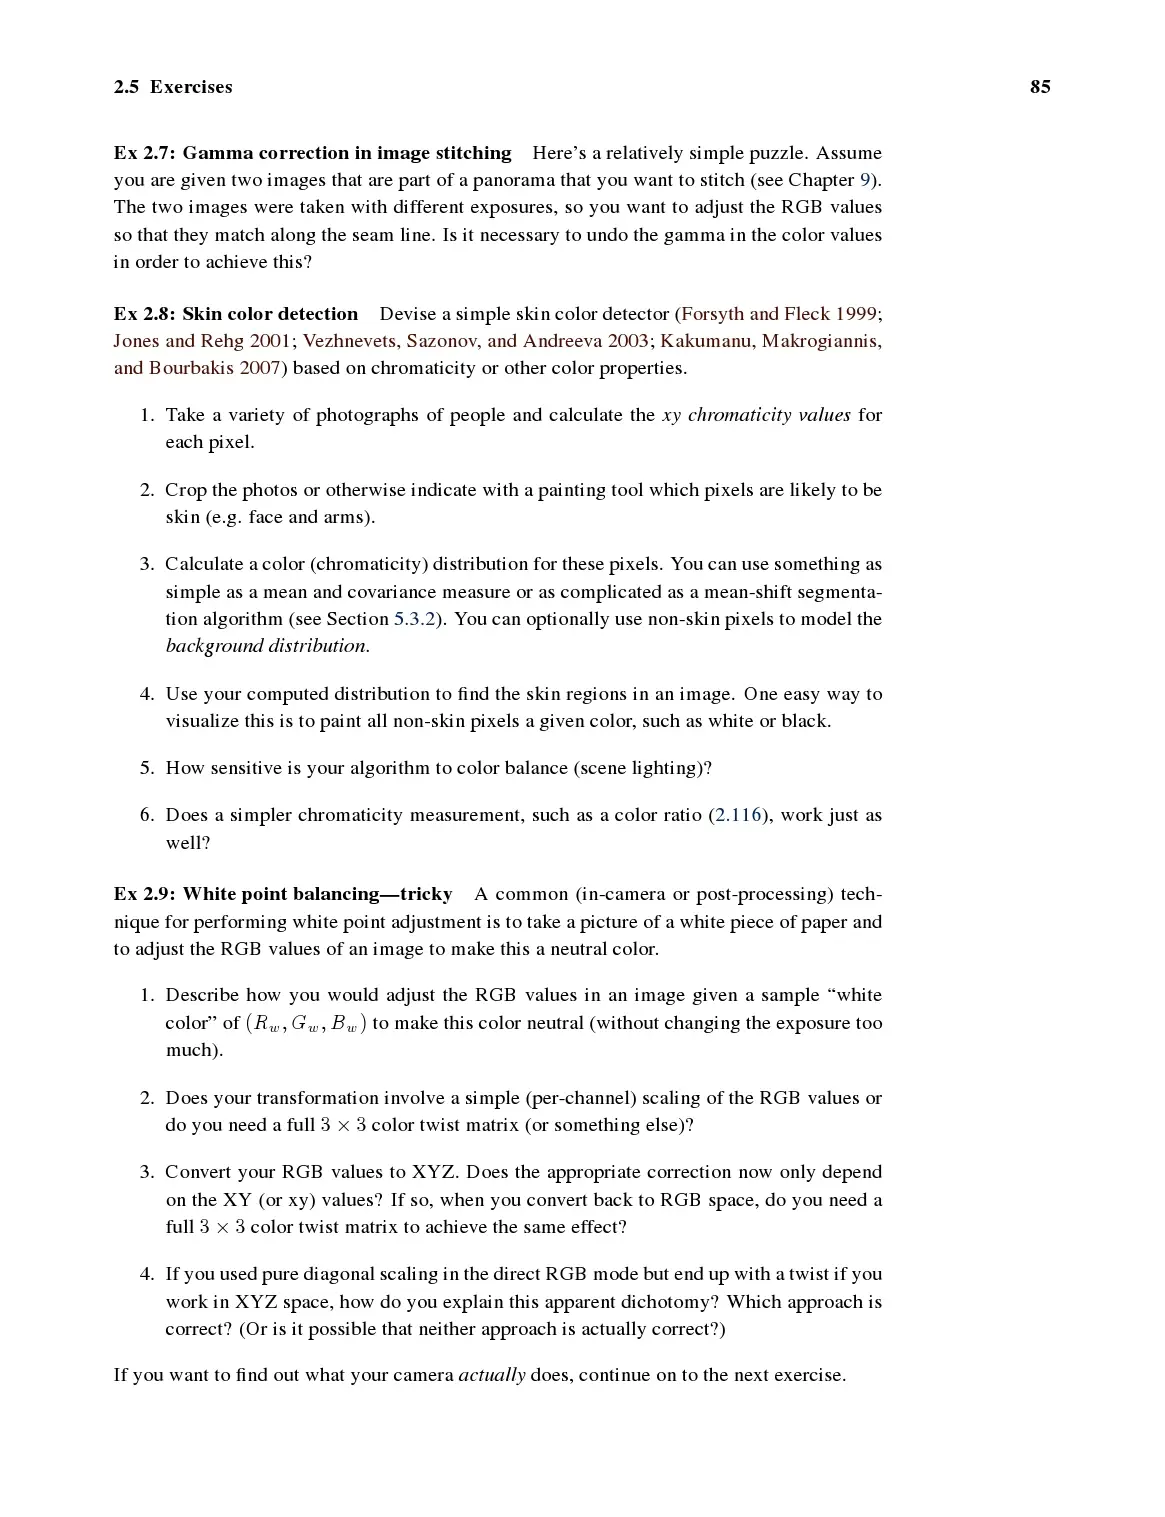 2.5 Exercises 85
Ex 2.7: Gamma correction in image stitching Here's a relatively simple puzzle. Assume
you are given two images that are part of a panorama that you want to stitch (see Chapter 9).
The two images were taken with different exposures, so you want to adjust the RGB values
so that they match along the seam line. Is it necessary to undo the gamma in the color values
in order to achieve this?
Ex 2.8: Skin color detection Devise a simple skin color detector (Forsyth and Fleck 1999;
Jones and Rehg 2001; Vezhnevets, Sazonov, and Andreeva 2003; Kakumanu, Makrogiannis,
and Bourbakis 2007) based on chromaticity or other color properties.
1. Take a variety of photographs of people and calculate the xy chromaticity values for
each pixel.
2. Crop the photos or otherwise indicate with a painting tool which pixels are likely to be
skin (e.g. face and arms).
3. Calculate a color (chromaticity) distribution for these pixels. You can use something as
simple as a mean and covariance measure or as complicated as a mean-shift segmenta-
tion algorithm (see Section 5.3.2). You can optionally use non-skin pixels to model the
background distribution.
4. Use your computed distribution to find the skin regions in an image. One easy way to
visualize this is to paint all non-skin pixels a given color, such as white or black.
5. How sensitive is your algorithm to color balance (scene lighting)?
6. Does a simpler chromaticity measurement, such as a color ratio (2.116), work just as
well?
Ex 2.9: White point balancing—tricky A common (in-camera or post-processing) tech-
nique for performing white point adjustment is to take a picture of a white piece of paper and
to adjust the RGB values of an image to make this a neutral color.
1. Describe how you would adjust the RGB values in an image given a sample “white
color” of (R_w, G_w, B_w) to make this color neutral (without changing the exposure too
much).
2. Does your transformation involve a simple (per-channel) scaling of the RGB values or
do you need a full 3 × 3 color twist matrix (or something else)?
3. Convert your RGB values to XYZ. Does the appropriate correction now only depend
on the XY (or xy) values? If so, when you convert back to RGB space, do you need a
full 3 × 3 color twist matrix to achieve the same effect?
4. If you used pure diagonal scaling in the direct RGB mode but end up with a twist if you
work in XYZ space, how do you explain this apparent dichotomy? Which approach is
correct? (Or is it possible that neither approach is actually correct?)
If you want to find out what your camera actually does, continue on to the next exercise.